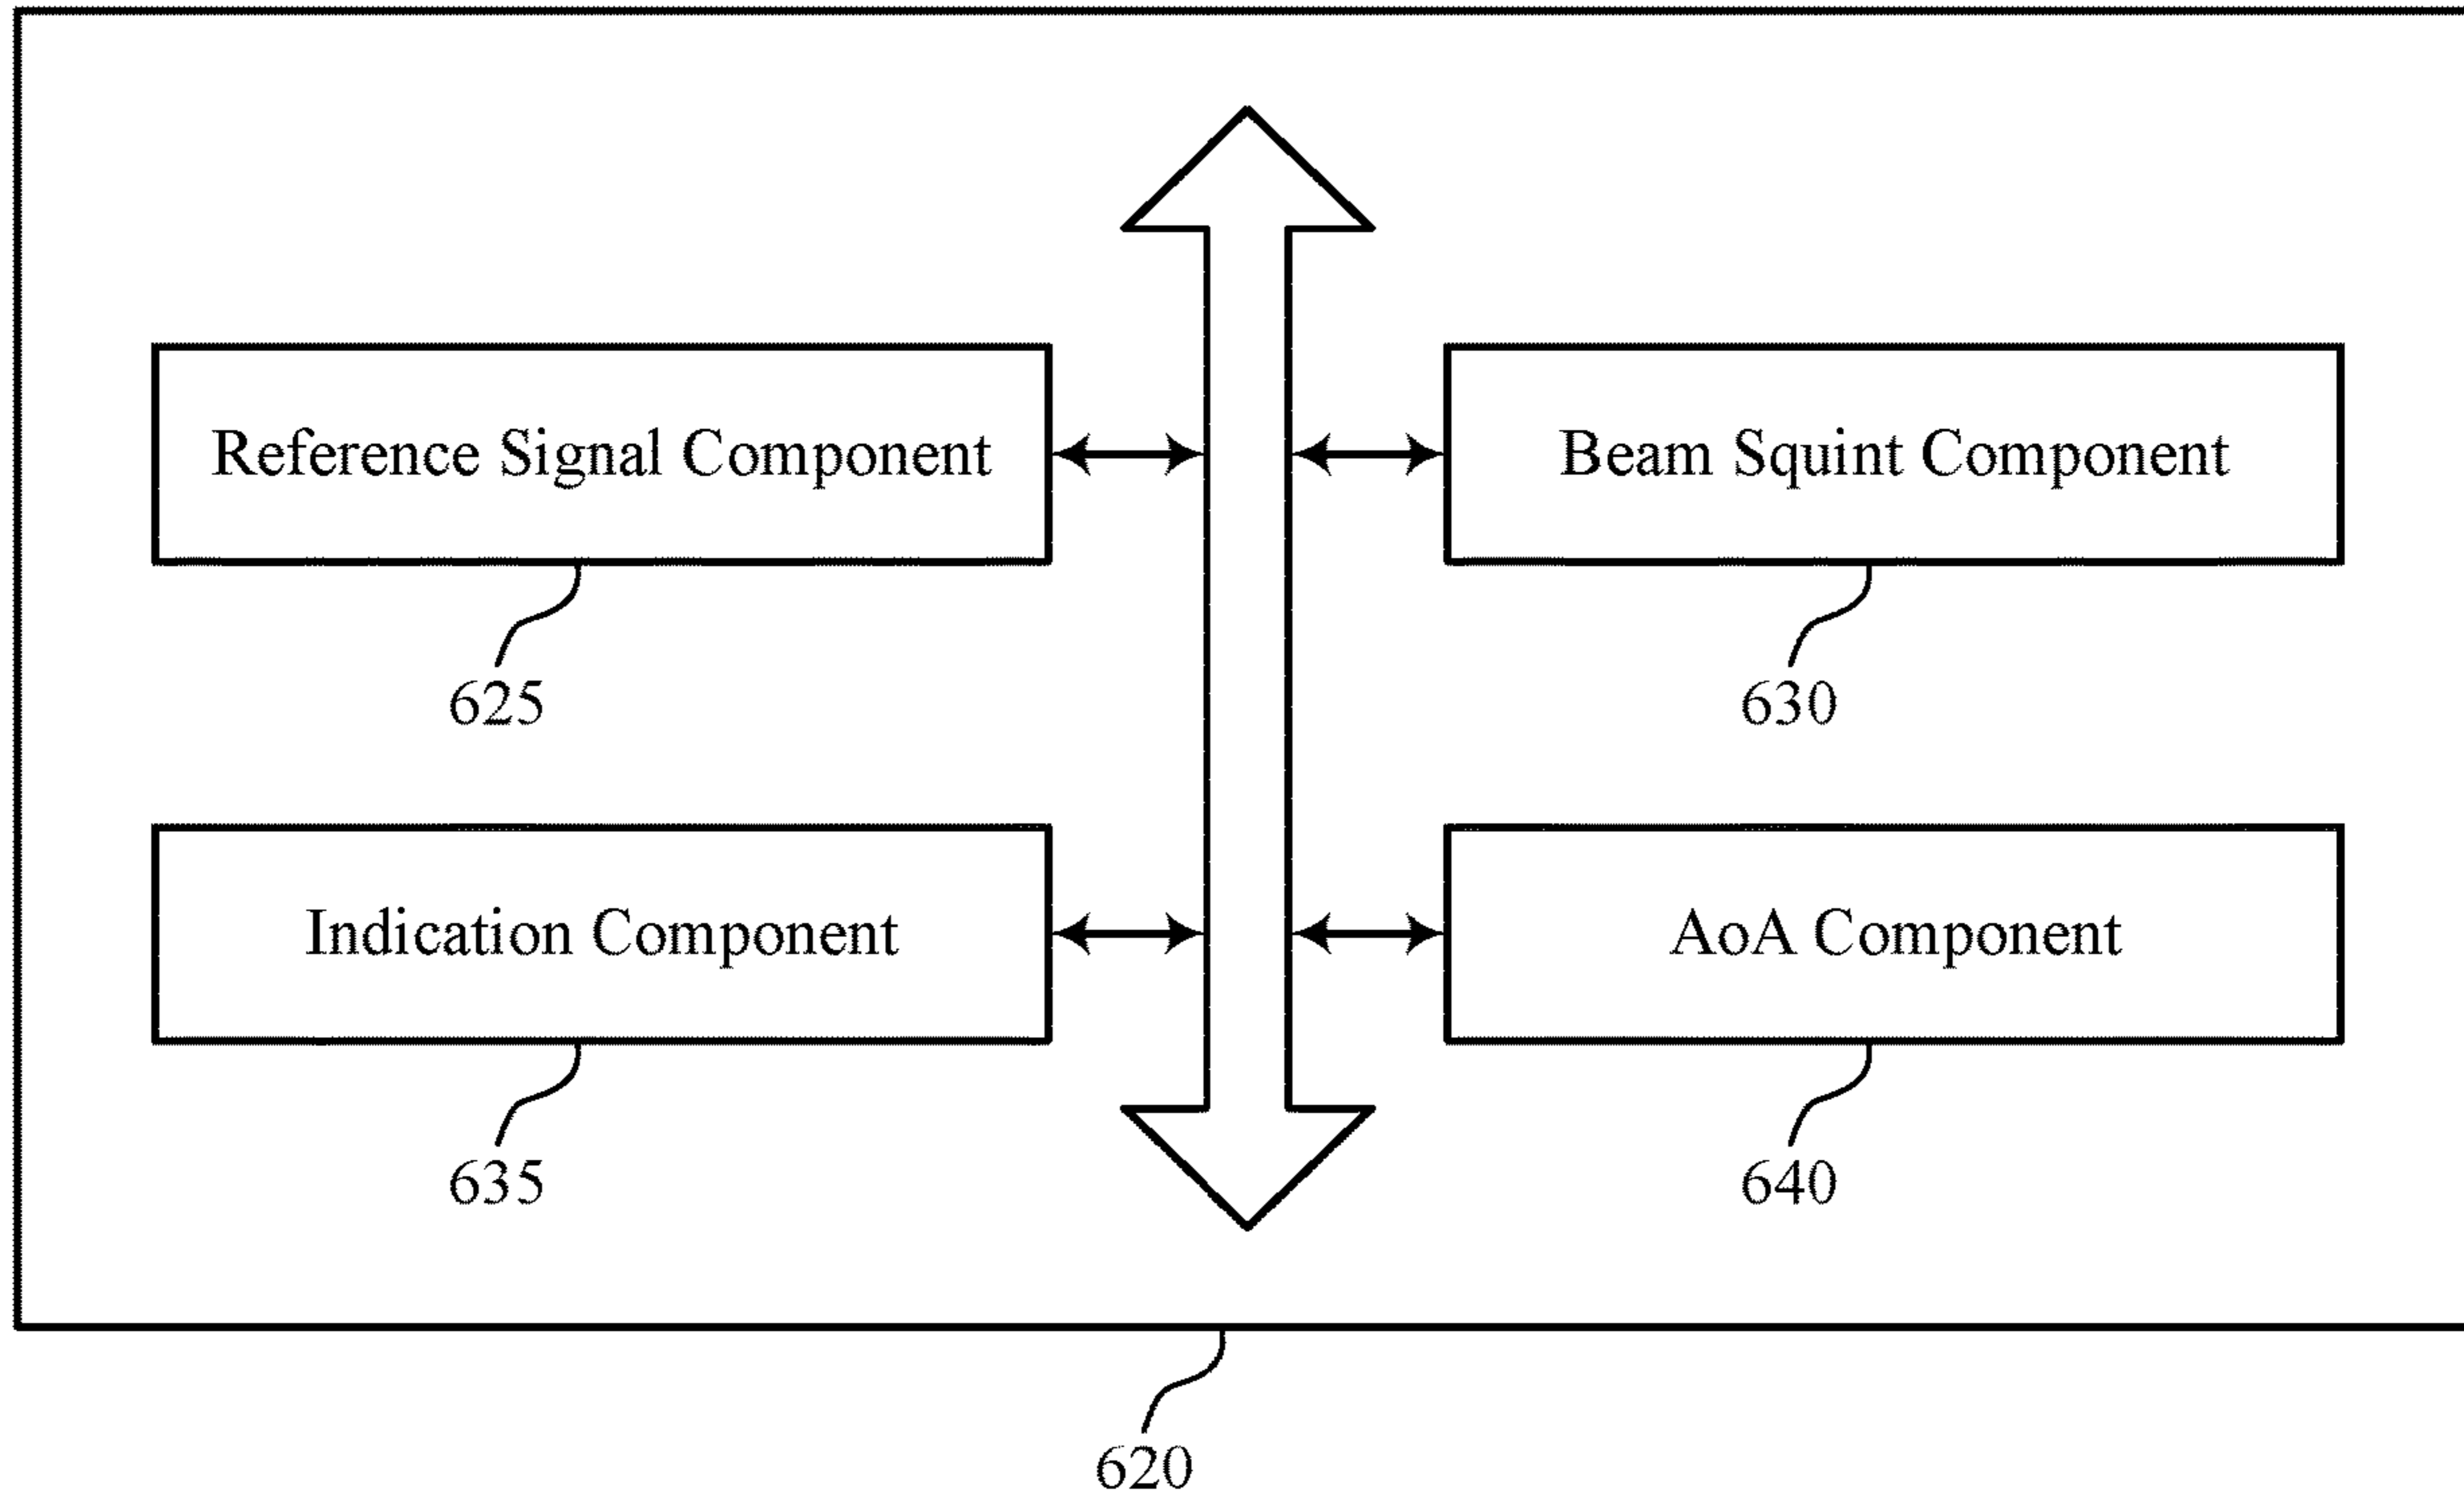 Reference Signal Component
Beam Squint Component
625
630
Indication Component
AoA Component
635
640
620